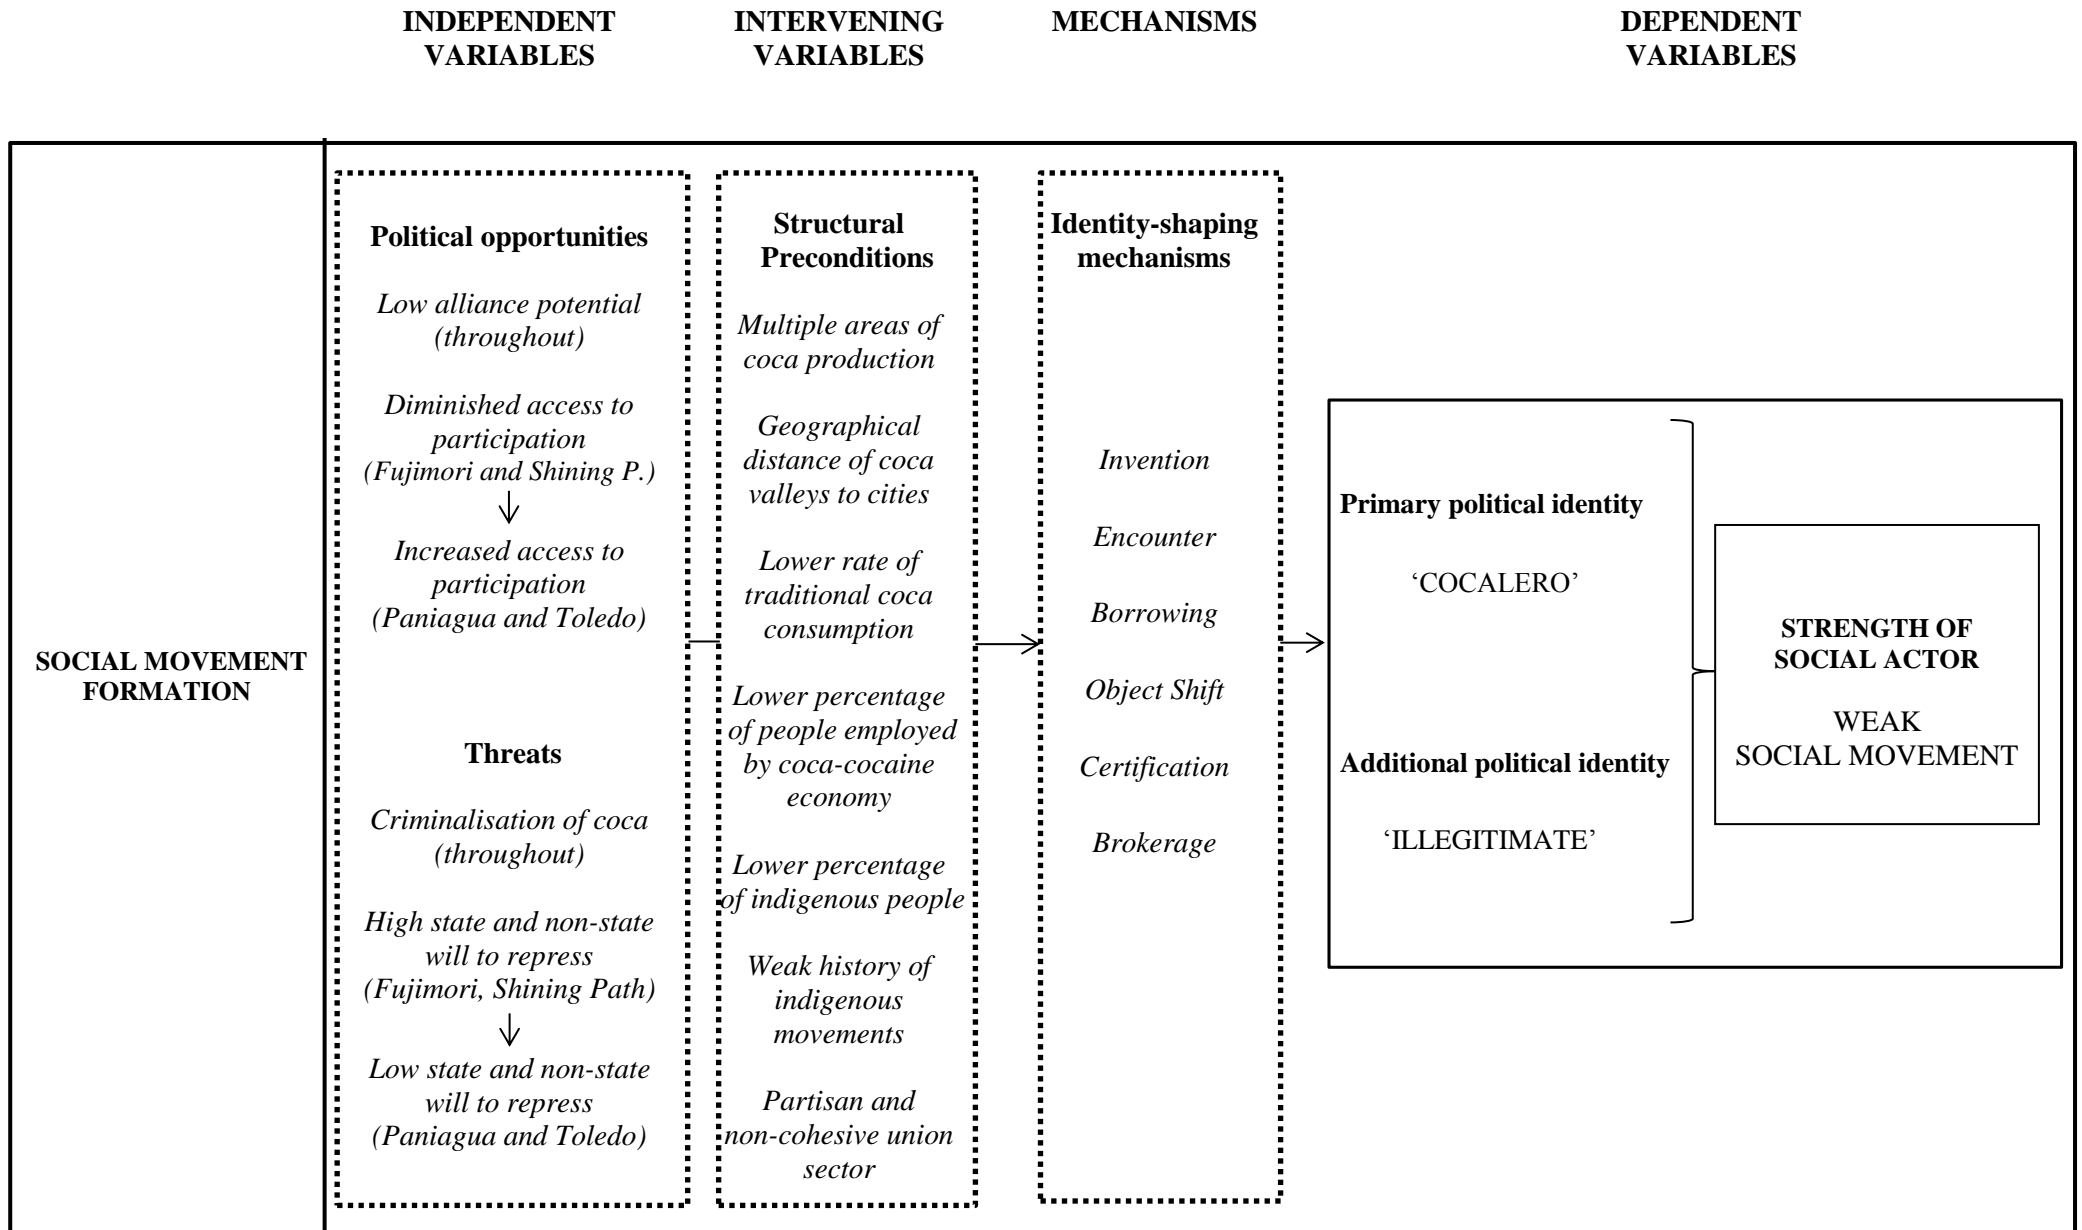 INDEPENDENT
VARIABLES
INTERVENING
VARIABLES
MECHANISMS
DEPENDENT
VARIABLES
SOCIAL MOVEMENT
FORMATION
Political opportunities
Low alliance potential
(throughout)
Diminished access to
participation
(Fujimori and Shining P.)
Increased access to
participation
(Paniagua and Toledo)
Threats
Criminalisation of coca
(throughout)
High state and non-state
will to repress
(Fujimori, Shining Path)
Low state and non-state
will to repress
(Paniagua and Toledo)
Structural
Preconditions
Multiple areas of
coca production
Geographical
distance of coca
valleys to cities
Lower rate of
traditional coca
consumption
Lower percentage
of people employed
by coca-cocaine
economy
Lower percentage
of indigenous people
Weak history of
indigenous
movements
Partisan and
non-cohesive union
sector
Identity-shaping
mechanisms
Invention
Encounter
Borrowing
Object Shift
Certification
Brokerage
Primary political identity
‘COCALERO’
Additional political identity
‘ILLEGITIMATE’
STRENGTH OF
SOCIAL ACTOR
WEAK
SOCIAL MOVEMENT